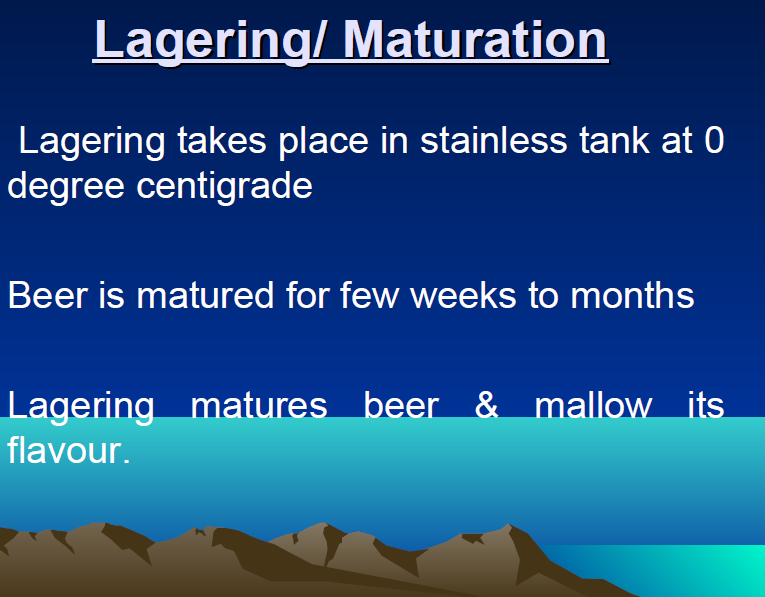 Lagering/ Maturation
Lagering takes place in stainless tank at 0
degree centigrade
Beer is matured for few weeks to months
Lagering matures beer & mallow its
flavour.